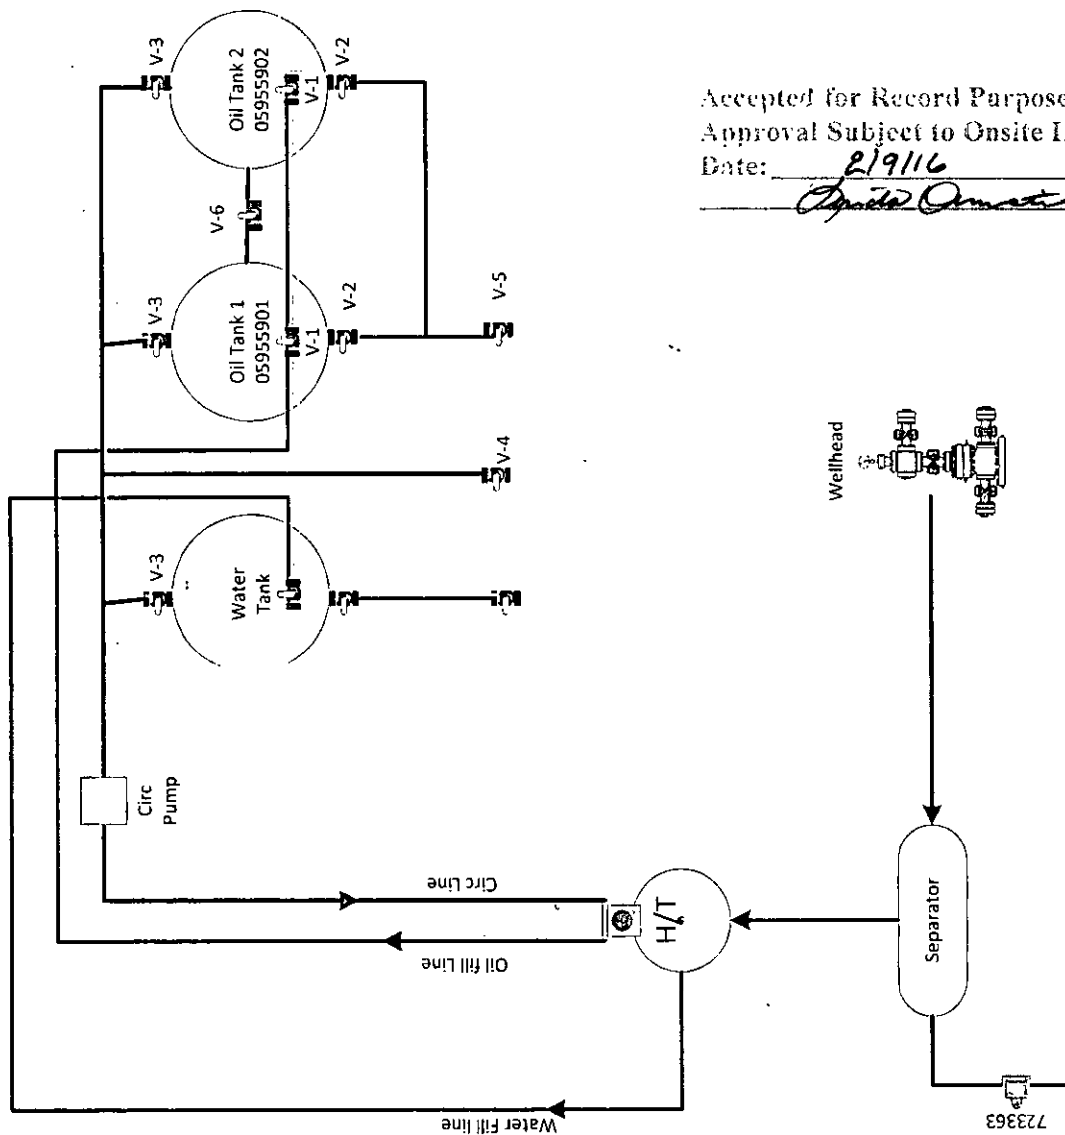 V-3
V-3
V-3
Oil Tank 2
05955902
V-1
V-2
V-6
Oil Tank 1
05955901
V-1
V-2
V-5
V-4
Water
Tank
Circ
Pump
Circ Line
Oil fill Line
Water Fill line
H/T
Separator
Wellhead
723363
Accepted for Record Purpose
Approval Subject to Onsite
Date: 2/9/16